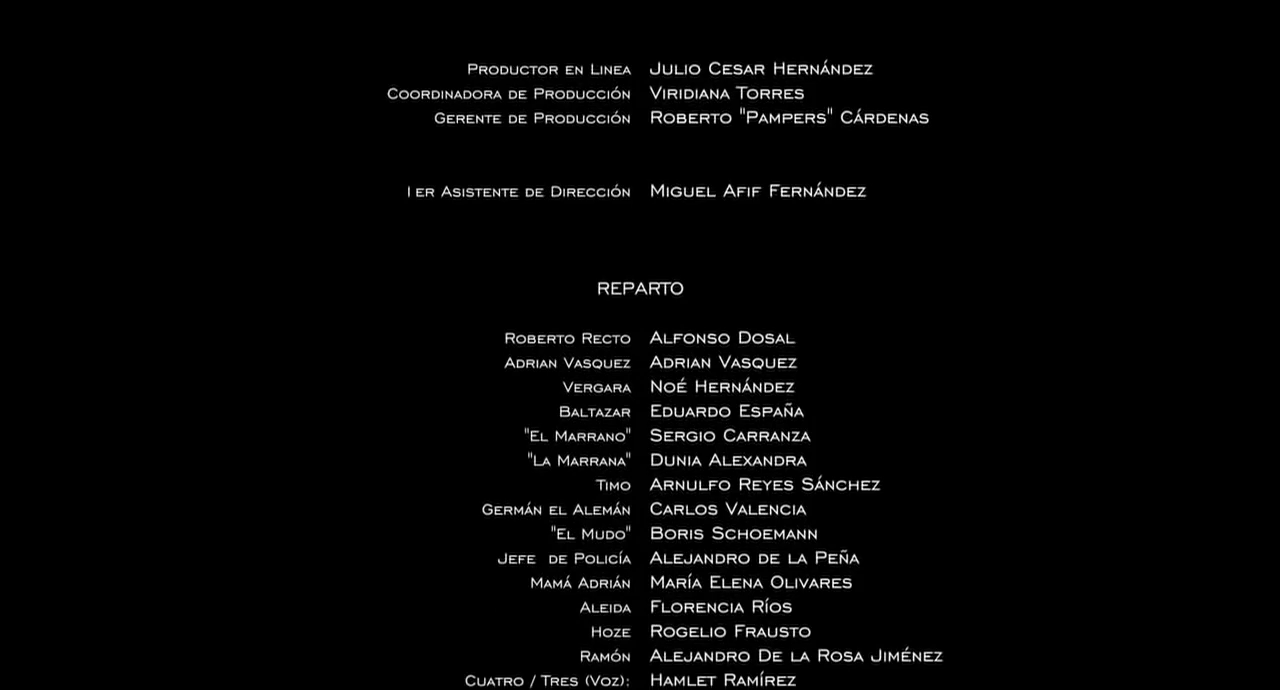 Productor en Linea Julio Cesar Hernández
Coordinadora de Producción Viridiana Torres
Gerente de Producción Roberto "Pampers" Cárdenas
1er Asistente de Dirección Miguel Afif Fernández
REPARTO
Roberto Recto Alfonso Dosal
Adrian Vasquez Adrian Vasquez
Vergara Noé Hernández
Baltazar Eduardo España
"El Marrano" Sergio Carranza
"La Marrana" Dunia Alexandra
Timo Arnulfo Reyes Sánchez
Germán el Alemán Carlos Valencia
"El Mudo" Boris Schoemann
Jefe de Policía Alejandro de la Peña
Mamá Adrián María Elena Olivares
Aleida Florencia Ríos
Hoze Rogelio Frausto
Ramón Alejandro De la Rosa Jiménez
Cuatro / Tres (Voz): Hamlet Ramírez